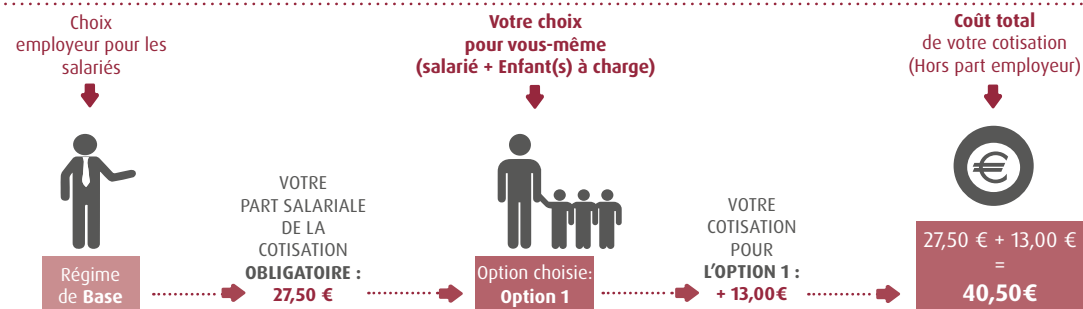 Choix
employeur pour les
salariés
Votre choix
pour vous-même
(salarié + Enfant(s) à charge)
Coût total
de votre cotisation
(Hors part employeur)
Régime
de Base
VOTRE
PART SALARIALE
DE LA
COTISATION
OBLIGATOIRE :
27,50 €
Option choisie:
Option 1
VOTRE
COTISATION
POUR
L'OPTION 1 :
+ 13,00€
€
27,50 € + 13,00 €
=
40,50€